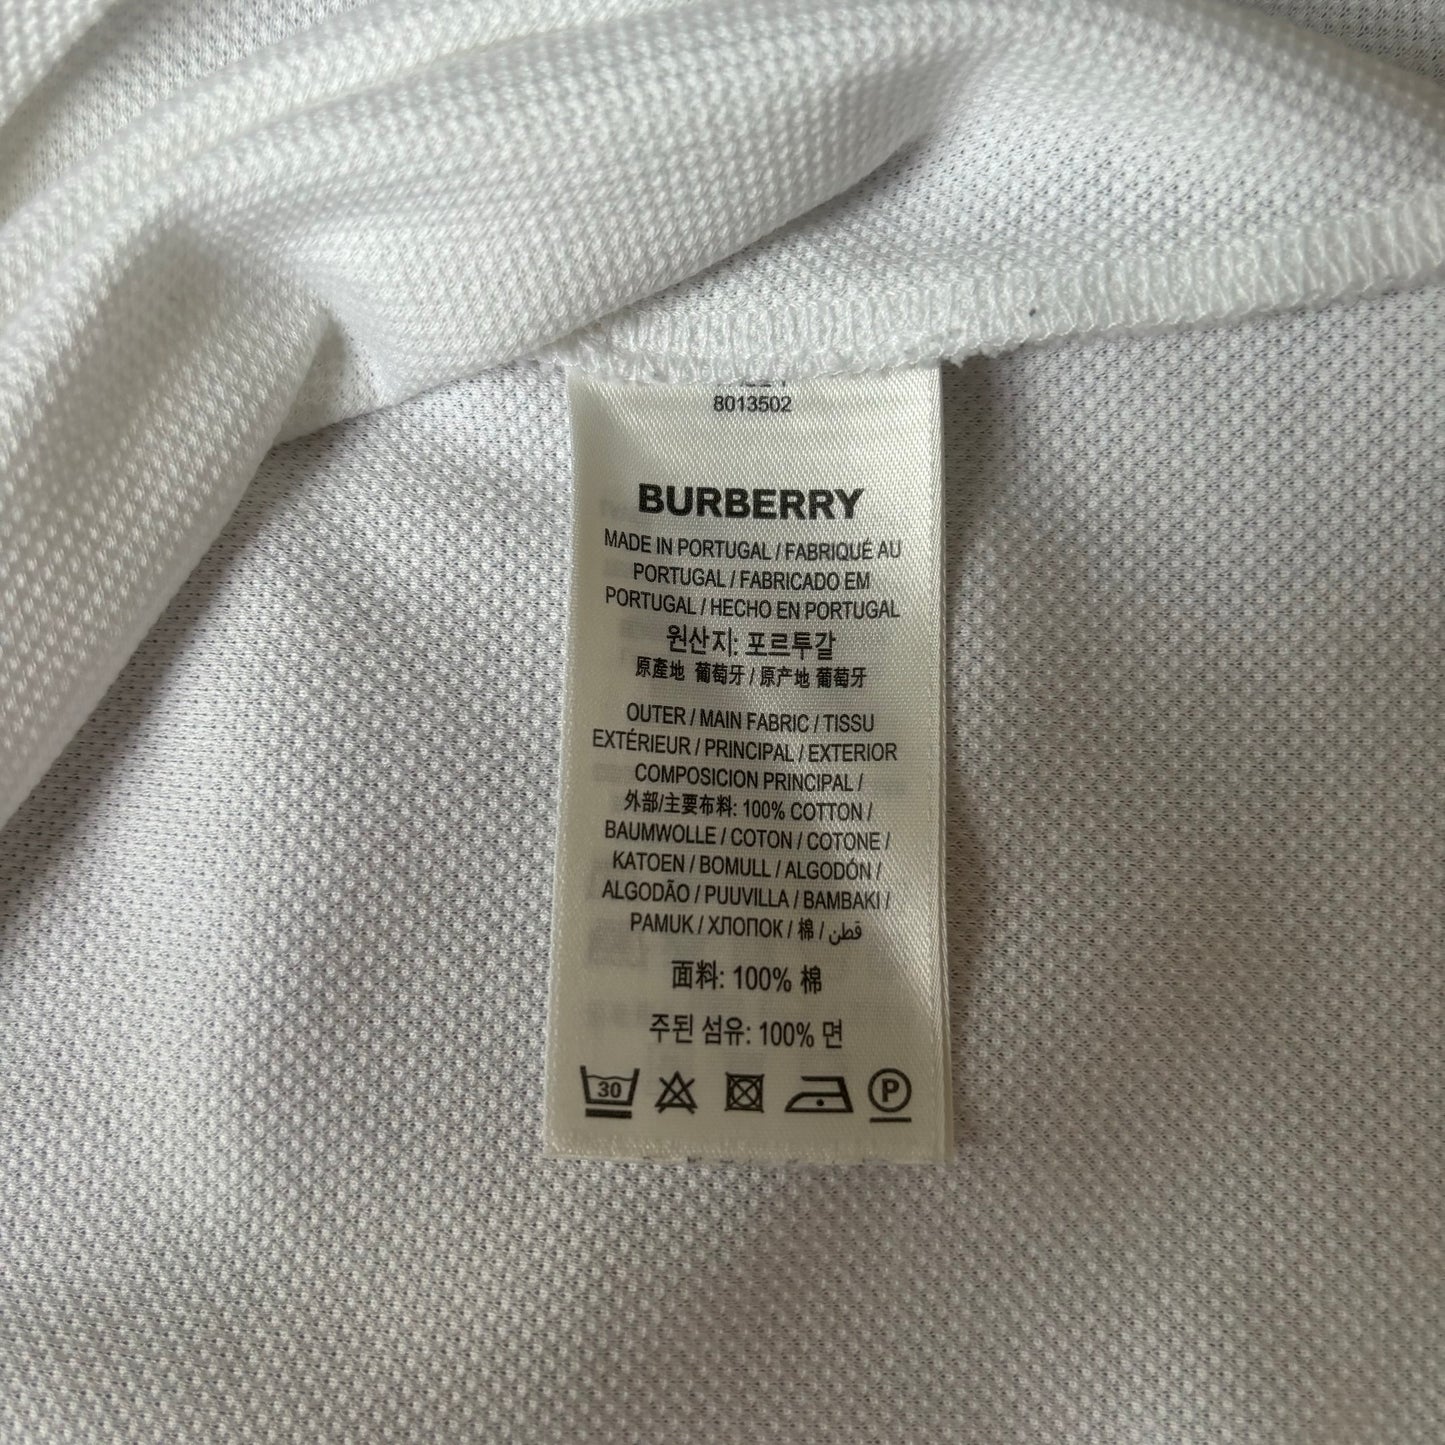 8013502
BURBERRY
MADE IN PORTUGAL / FABRIQUÉ AU
PORTUGAL / FABRICADO EM
PORTUGAL / HECHO EN PORTUGAL
원산지: 포르투갈
原產地 葡萄牙 / 原产地 葡萄牙
OUTER / MAIN FABRIC / TISSU
EXTÉRIEUR / PRINCIPAL / EXTERIOR
COMPOSICION PRINCIPAL /
外部/主要布料: 100% COTTON /
BAUMWOLLE / COTON / COTONE /
KATOEN / BOMULL / ALGODÓN /
ALGODÃO / PUUVILLA / BAMBAKI /
PAMUK / ХЛОПОК / 棉 / قطن
面料: 100% 棉
주된 섬유: 100% 면
30 P